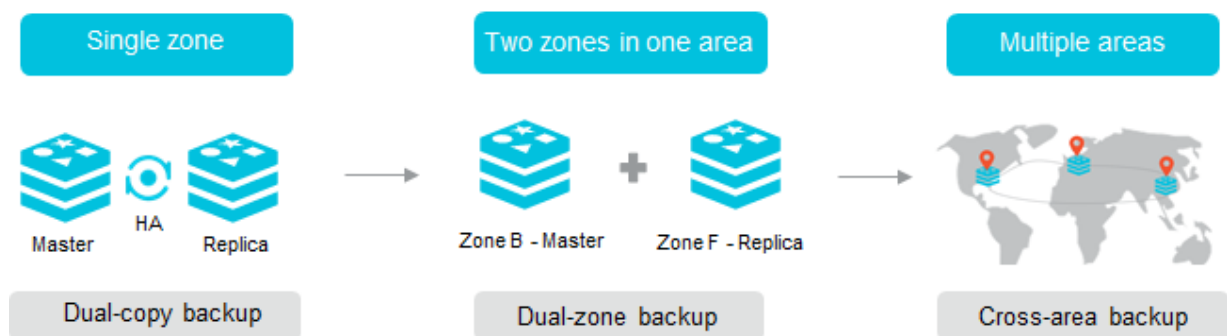 Single zone
Two zones in one area
Multiple areas
HA
Master
Replica
Zone B - Master
Zone F - Replica
Dual-copy backup
Dual-zone backup
Cross-area backup